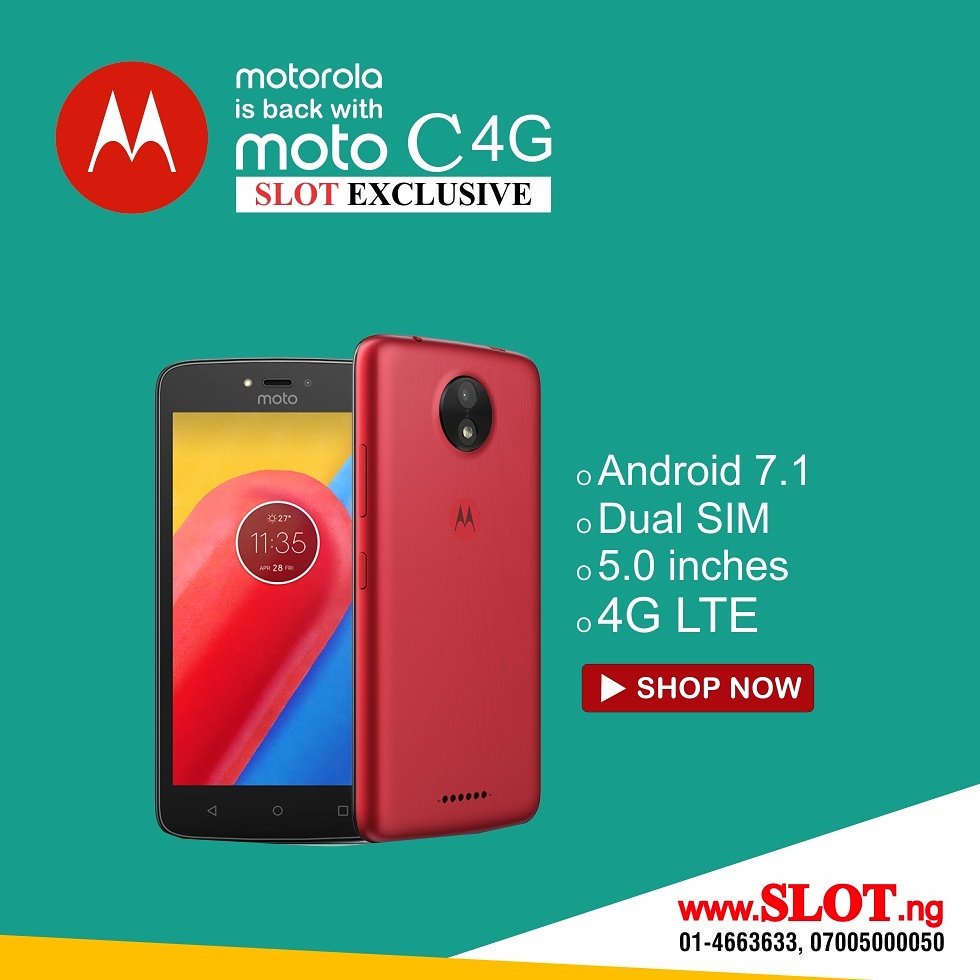 motorola
is back with
moto C 4G
SLOT EXCLUSIVE
moto
27°
11:35
APR 28 FRI
o Android 7.1
o Dual SIM
o 5.0 inches
o 4G LTE
SHOP NOW
www.SLOT.ng
01-4663633, 07005000050